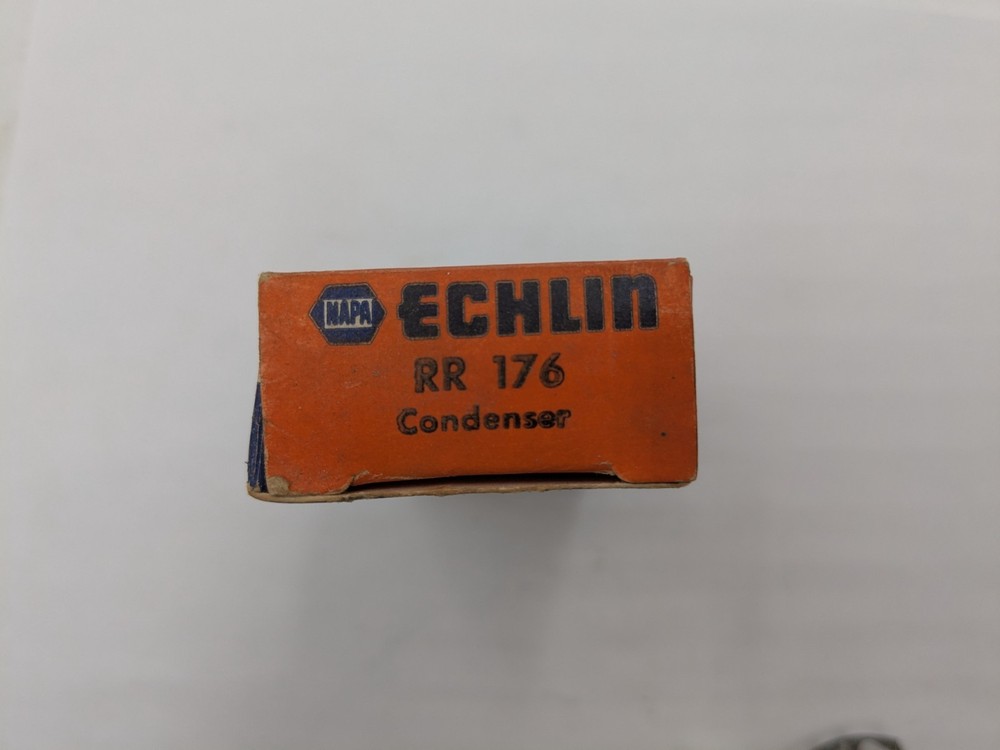 NAPA ECHLIN
RR 176
Condenser